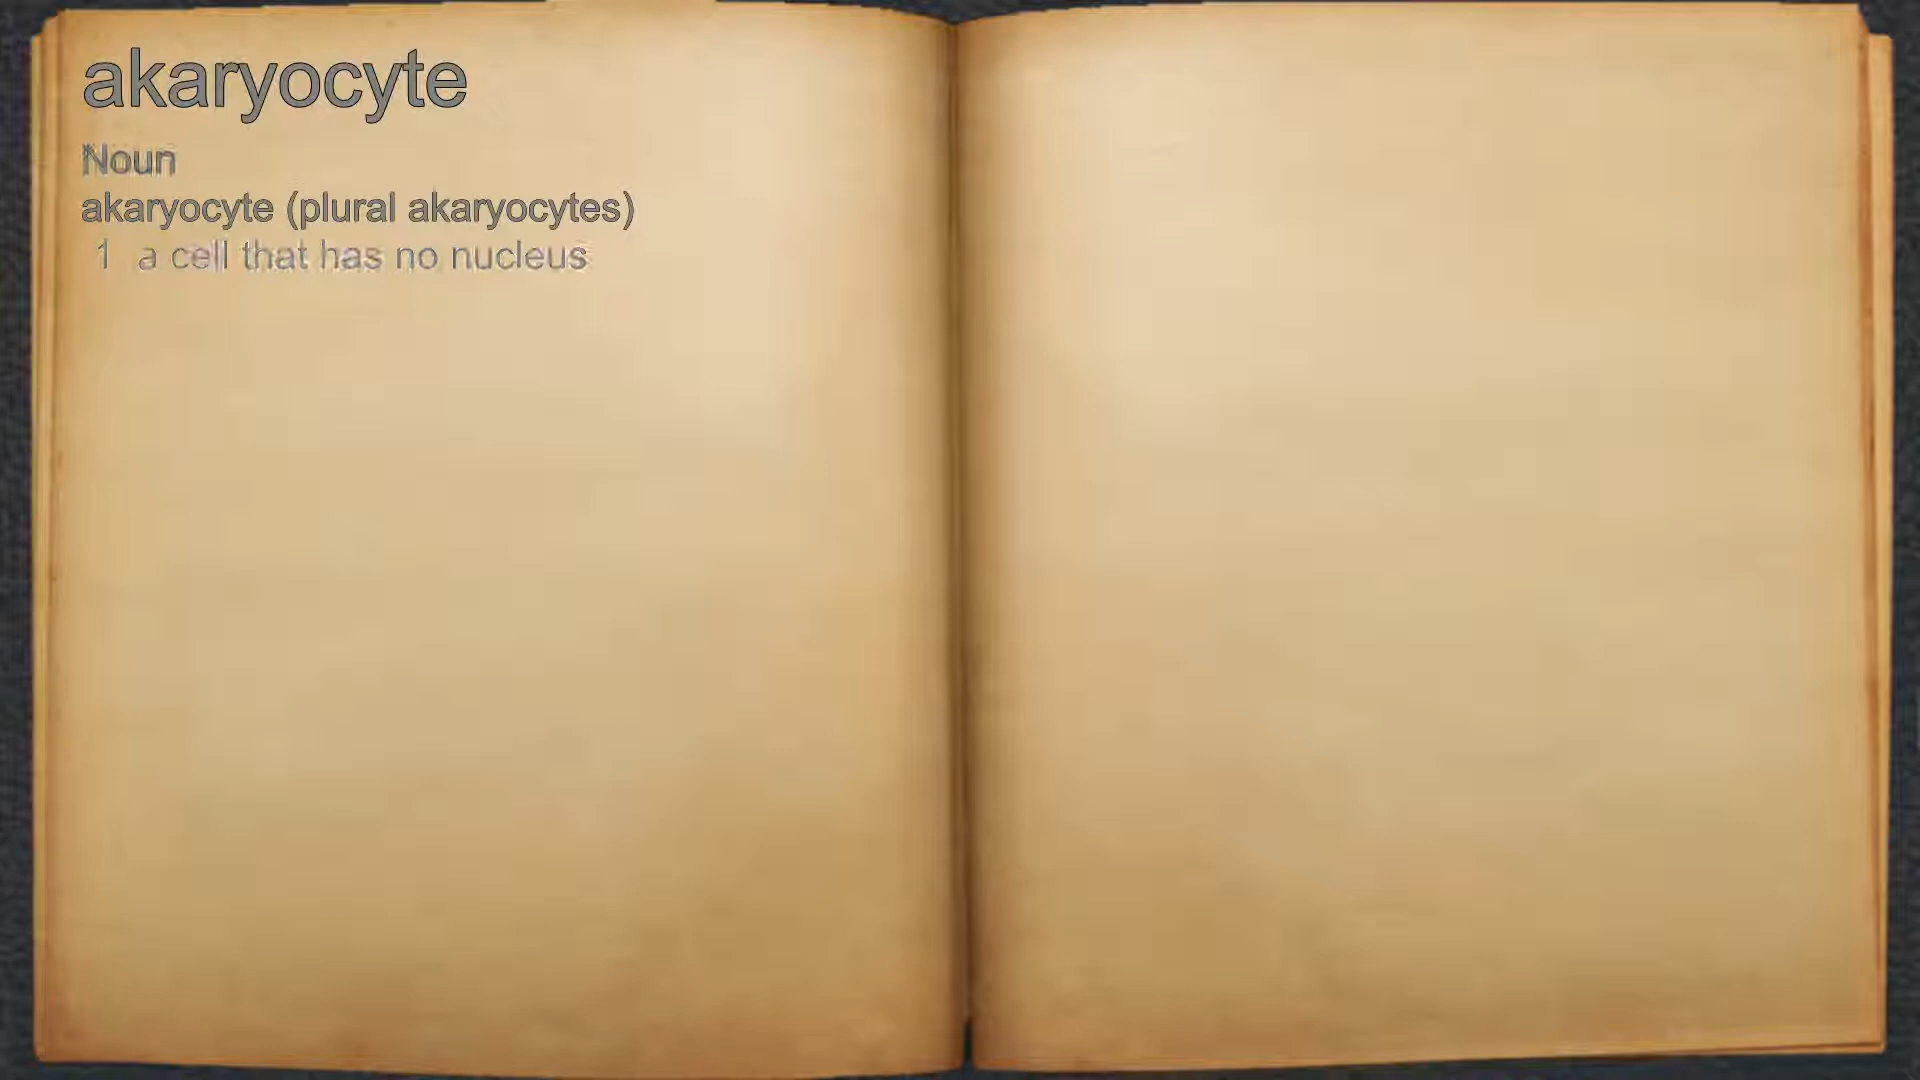 akaryocyte
Noun
akaryocyte (plural akaryocytes)
1 a cell that has no nucleus